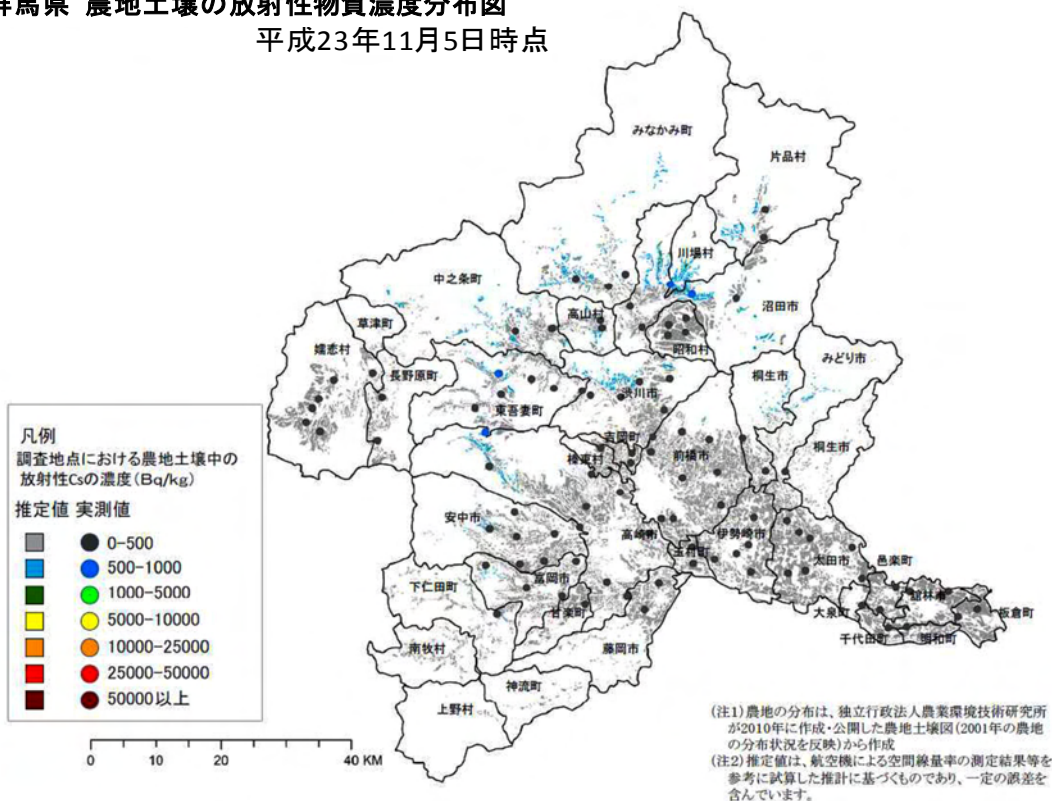 群馬県 農地土壌の放射性物質濃度分布図
平成23年11月5日時点
みなかみ町
片品村
川場村
中之条町
沼田市
高山村
草津町
昭和村
嬬恋村
みどり市
長野原町
桐生市
渋川市
東吾妻町
吉岡町
桐生市
榛東村
前橋市
安中市
高崎市
伊勢崎市
玉村町
太田市
邑楽町
下仁田町
富岡市
館林市
甘楽町
大泉町
板倉町
千代田町
明和町
南牧村
藤岡市
神流町
上野村
凡例
調査地点における農地土壌中の
放射性Csの濃度(Bq/kg)
推定値 実測値
0-500
500-1000
1000-5000
5000-10000
10000-25000
25000-50000
50000以上
0 10 20 40 KM
(注1)農地の分布は、独立行政法人農業環境技術研究所
が2010年に作成・公開した農地土壌図(2001年の農地
の分布状況を反映)から作成
(注2)推定値は、航空機による空間線量率の測定結果等を
参考に試算した推計に基づくものであり、一定の誤差を
含んでいます。